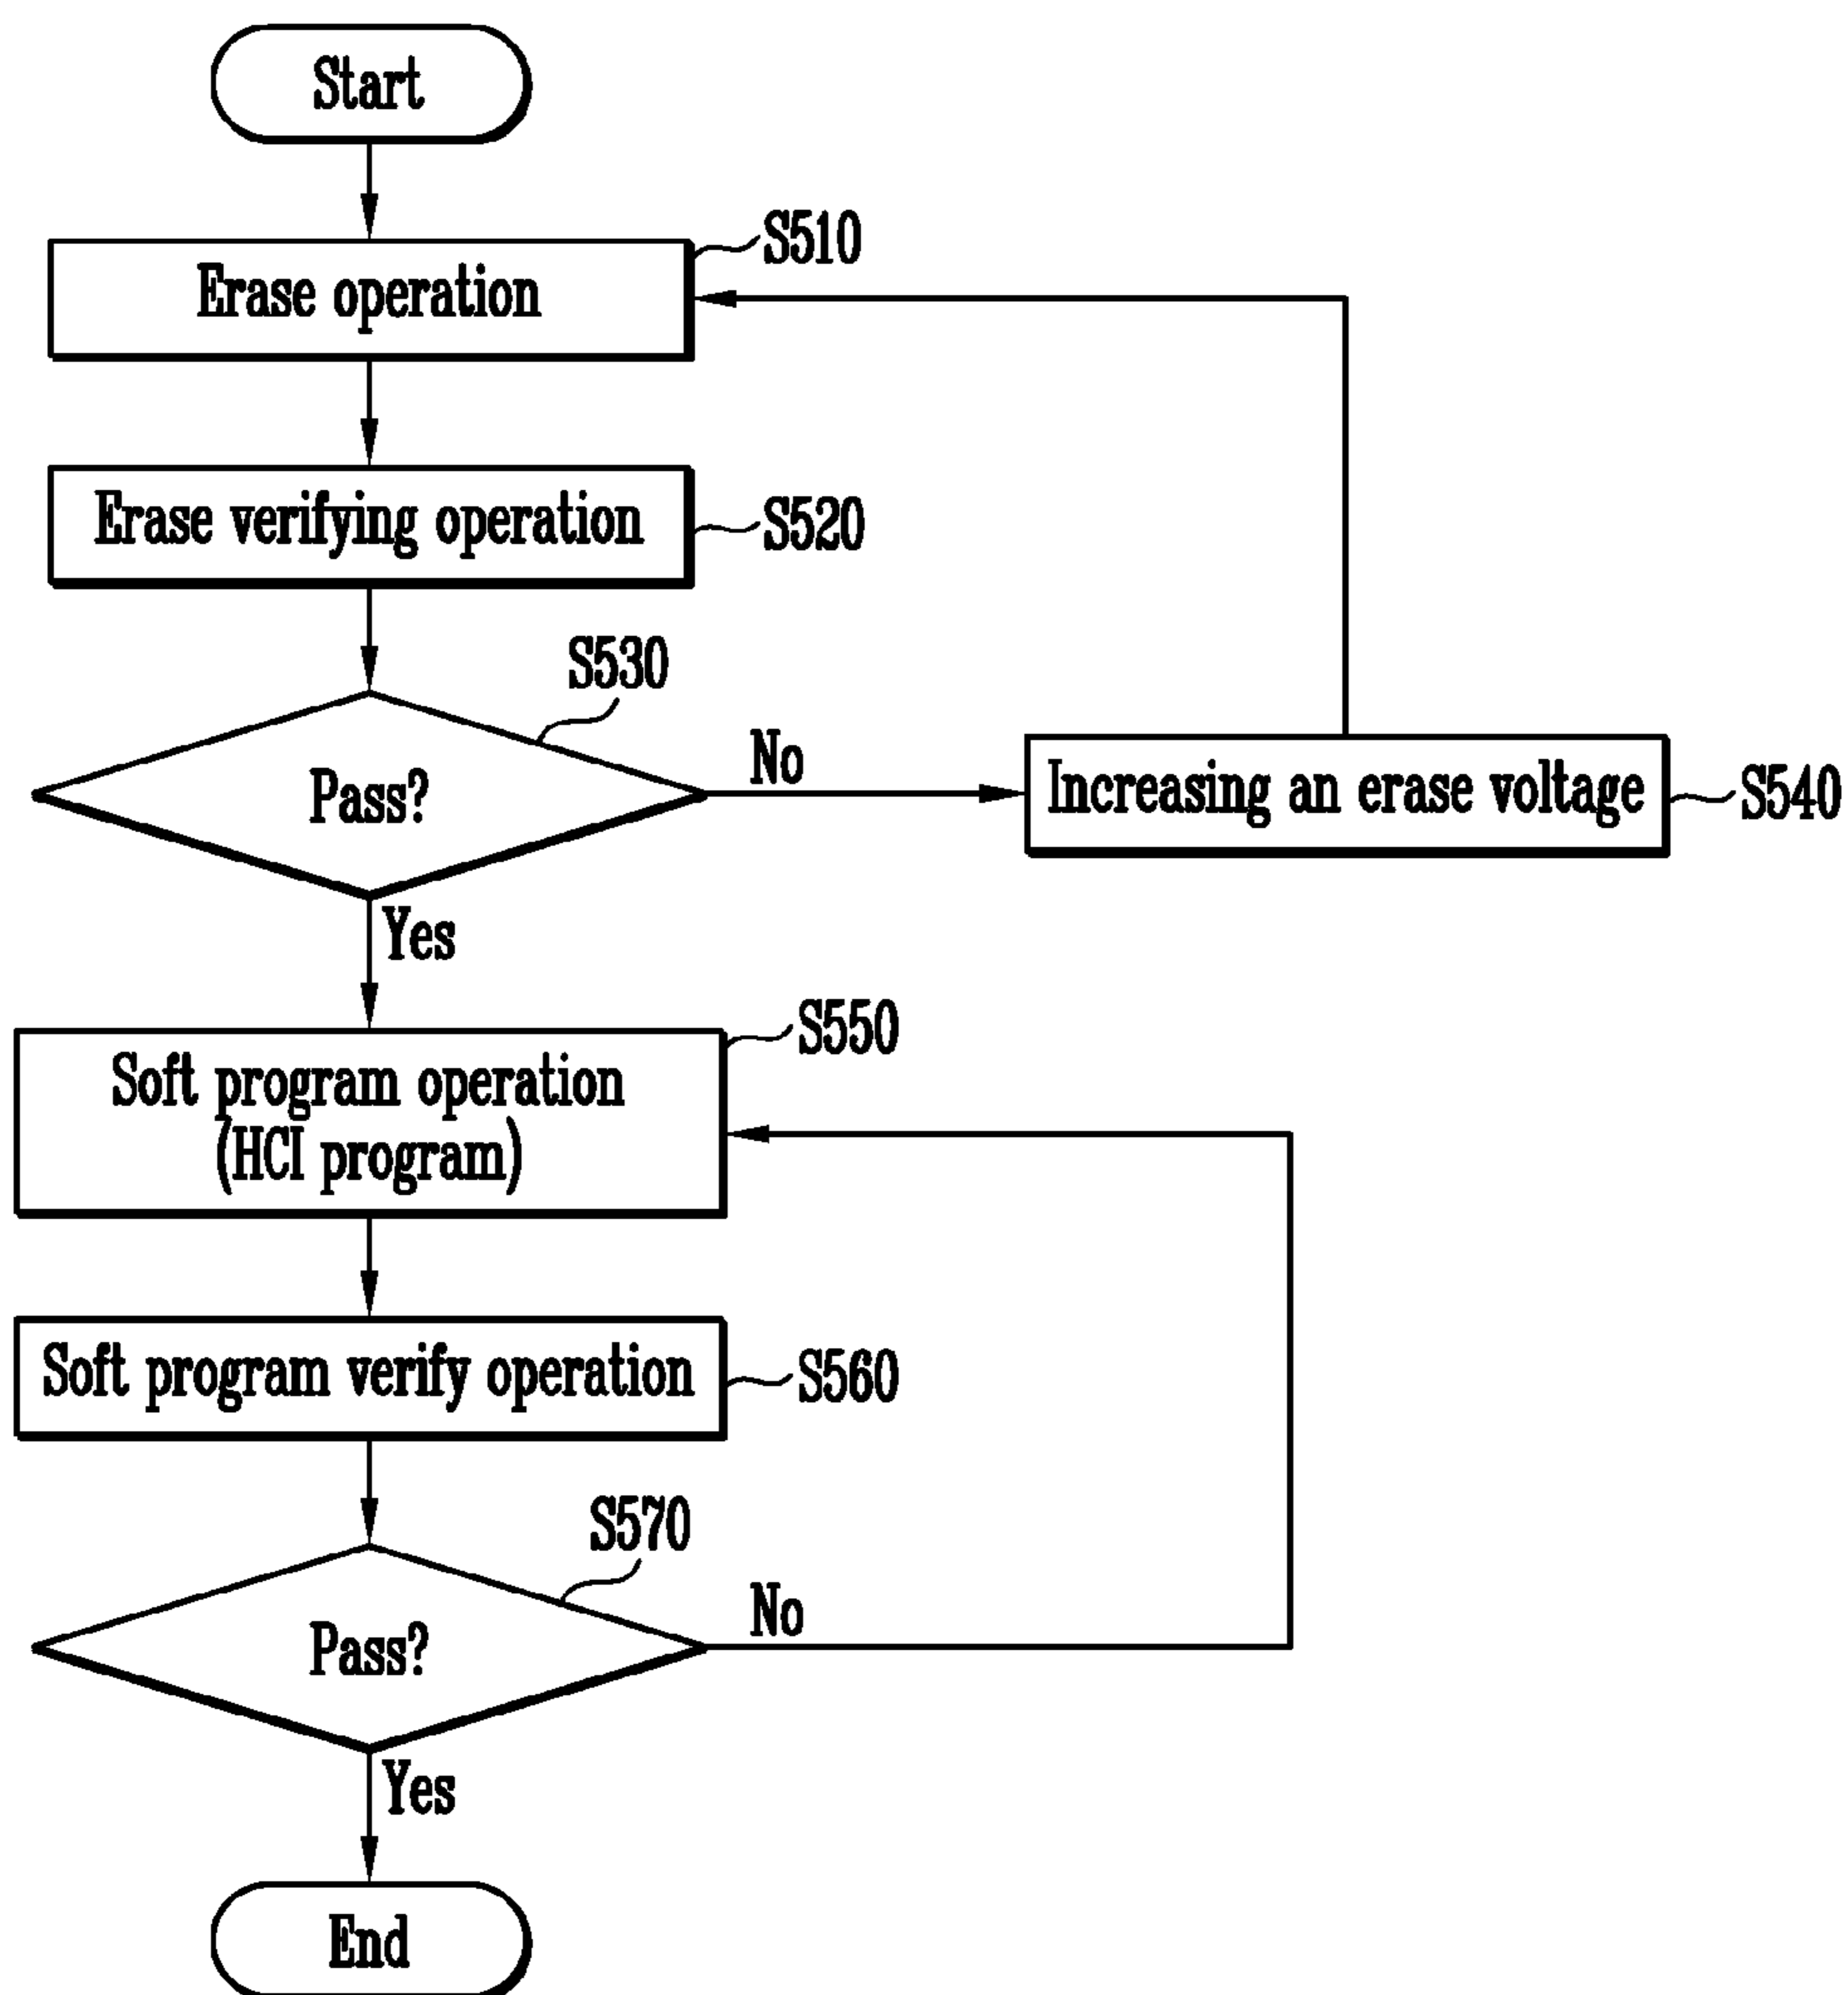 Start
S510
Erase operation
Erase verifying operation
S520
S530
Pass?
No
Increasing an erase voltage
S540
Yes
S550
Soft program operation
(HCI program)
Soft program verify operation
S560
S570
Pass?
No
Yes
End